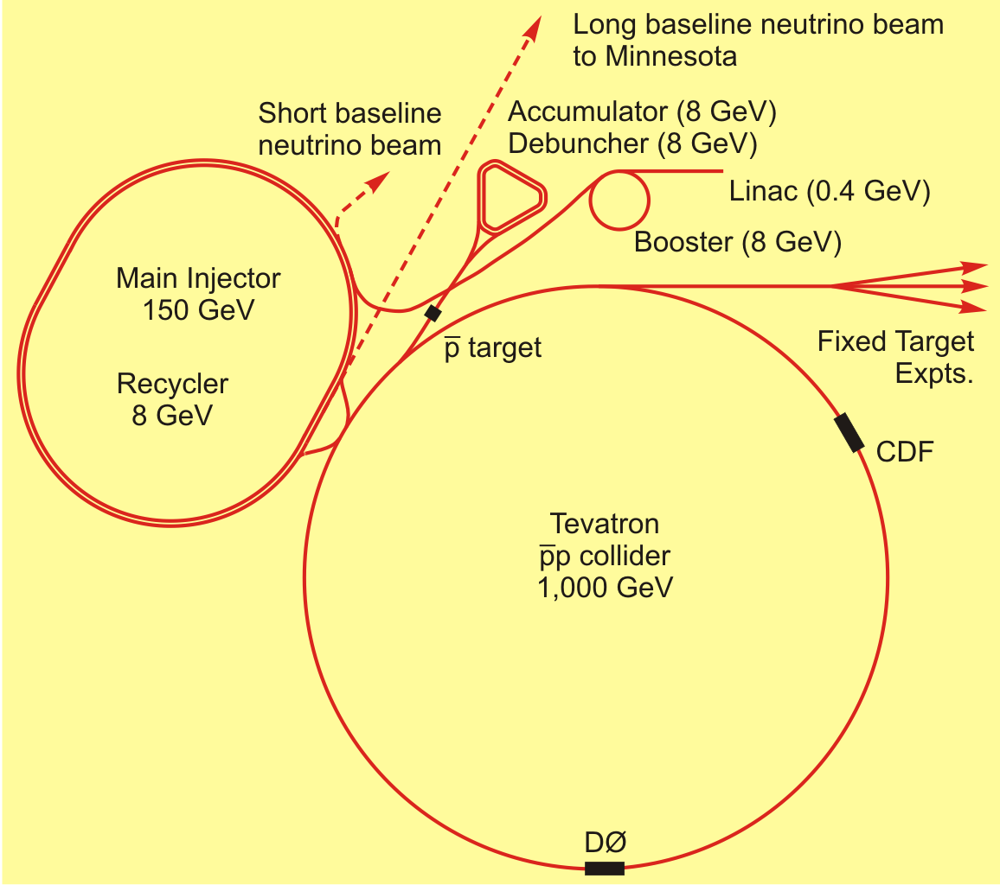 Long baseline neutrino beam
to Minnesota
Short baseline
neutrino beam
Accumulator (8 GeV)
Debuncher (8 GeV)
Linac (0.4 GeV)
Booster (8 GeV)
Main Injector
150 GeV
Recycler
8 GeV
p̅ target
Fixed Target
Expts.
CDF
Tevatron
p̅p collider
1,000 GeV
DØ